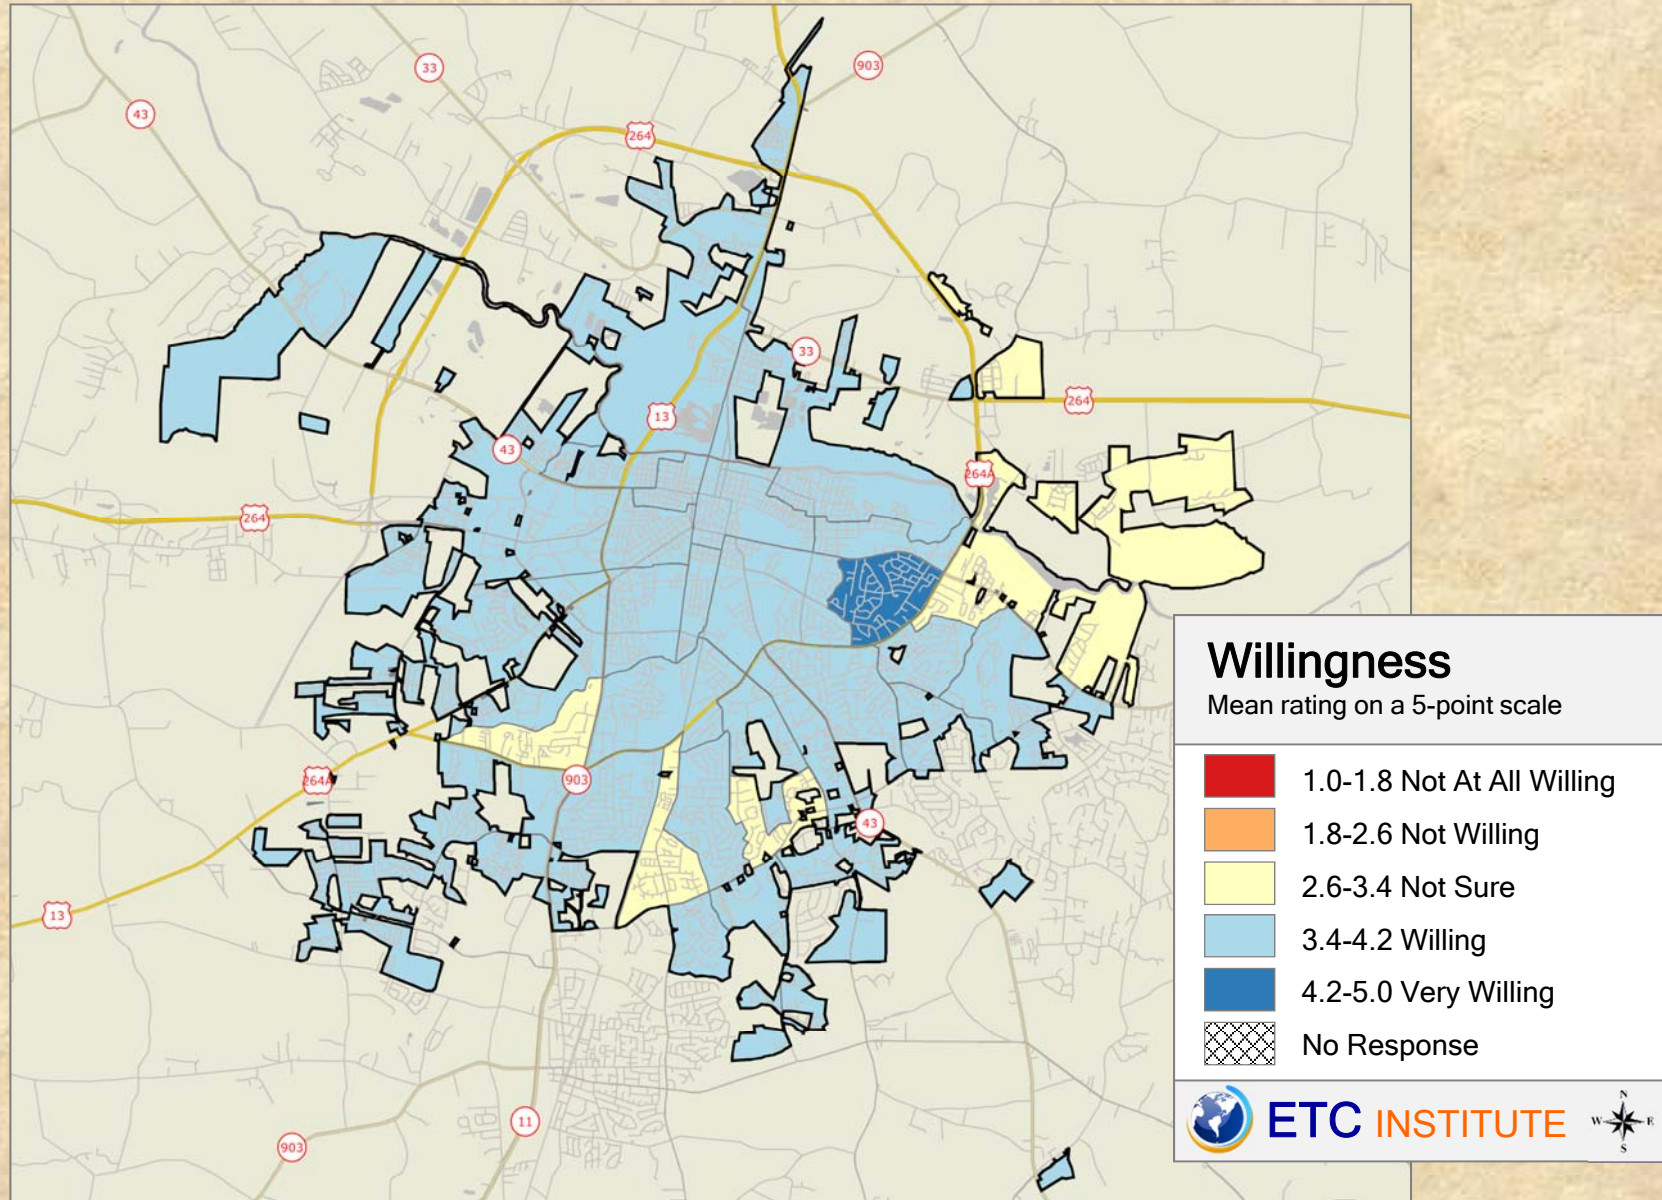 33
903
43
264
33
13
264
43
264A
264
903
264A
43
13
11
903
Willingness
Mean rating on a 5-point scale
1.0-1.8 Not At All Willing
1.8-2.6 Not Willing
2.6-3.4 Not Sure
3.4-4.2 Willing
4.2-5.0 Very Willing
No Response
ETC INSTITUTE
N
W E
S